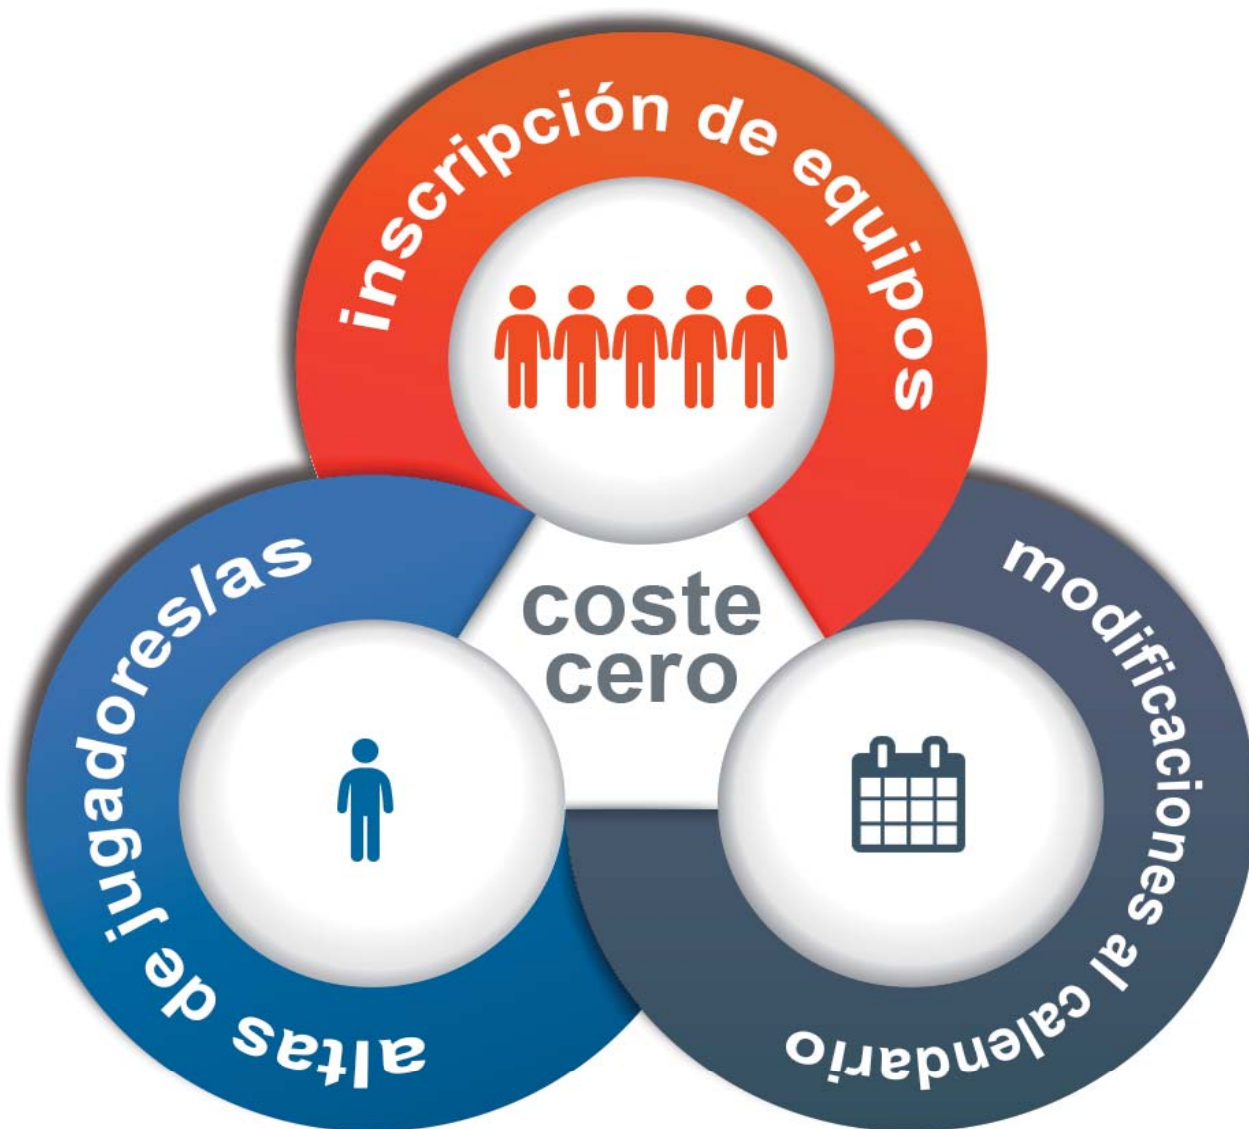 inscripción de equipos
altas de jugadores/as
coste
cero
modificaciones al calendario